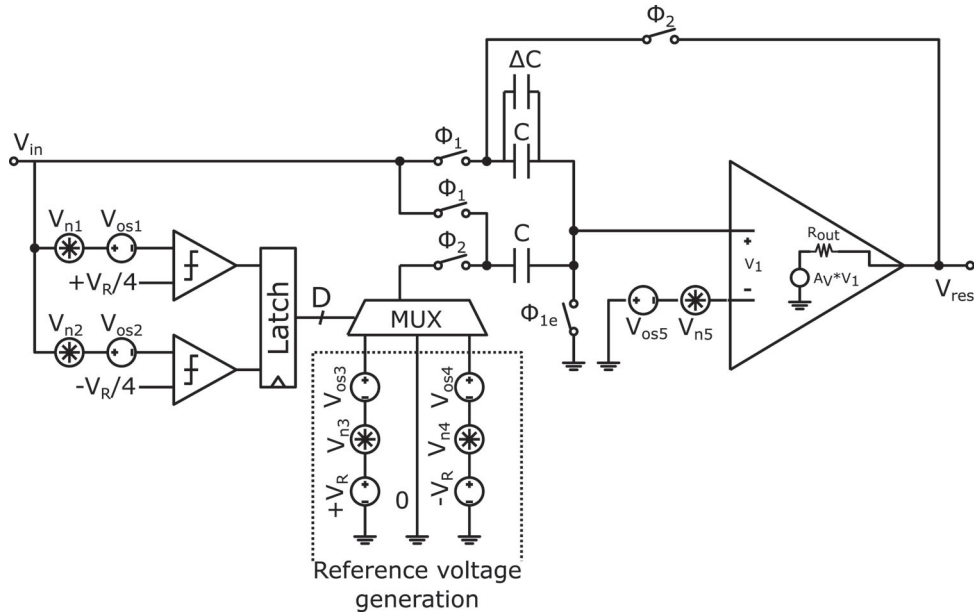 Φ2
ΔC
C
Vin
Φ1
Φ1
Vn1
Vos1
Φ2
C
+VR/4
Rout
+
V1
-
AV*V1
Vres
D
MUX
Latch
Φ1e
Vos5
Vn5
Vn2
Vos2
-VR/4
Vos3
Vos4
Vn3
Vn4
+VR
0
-VR
Reference voltage
generation